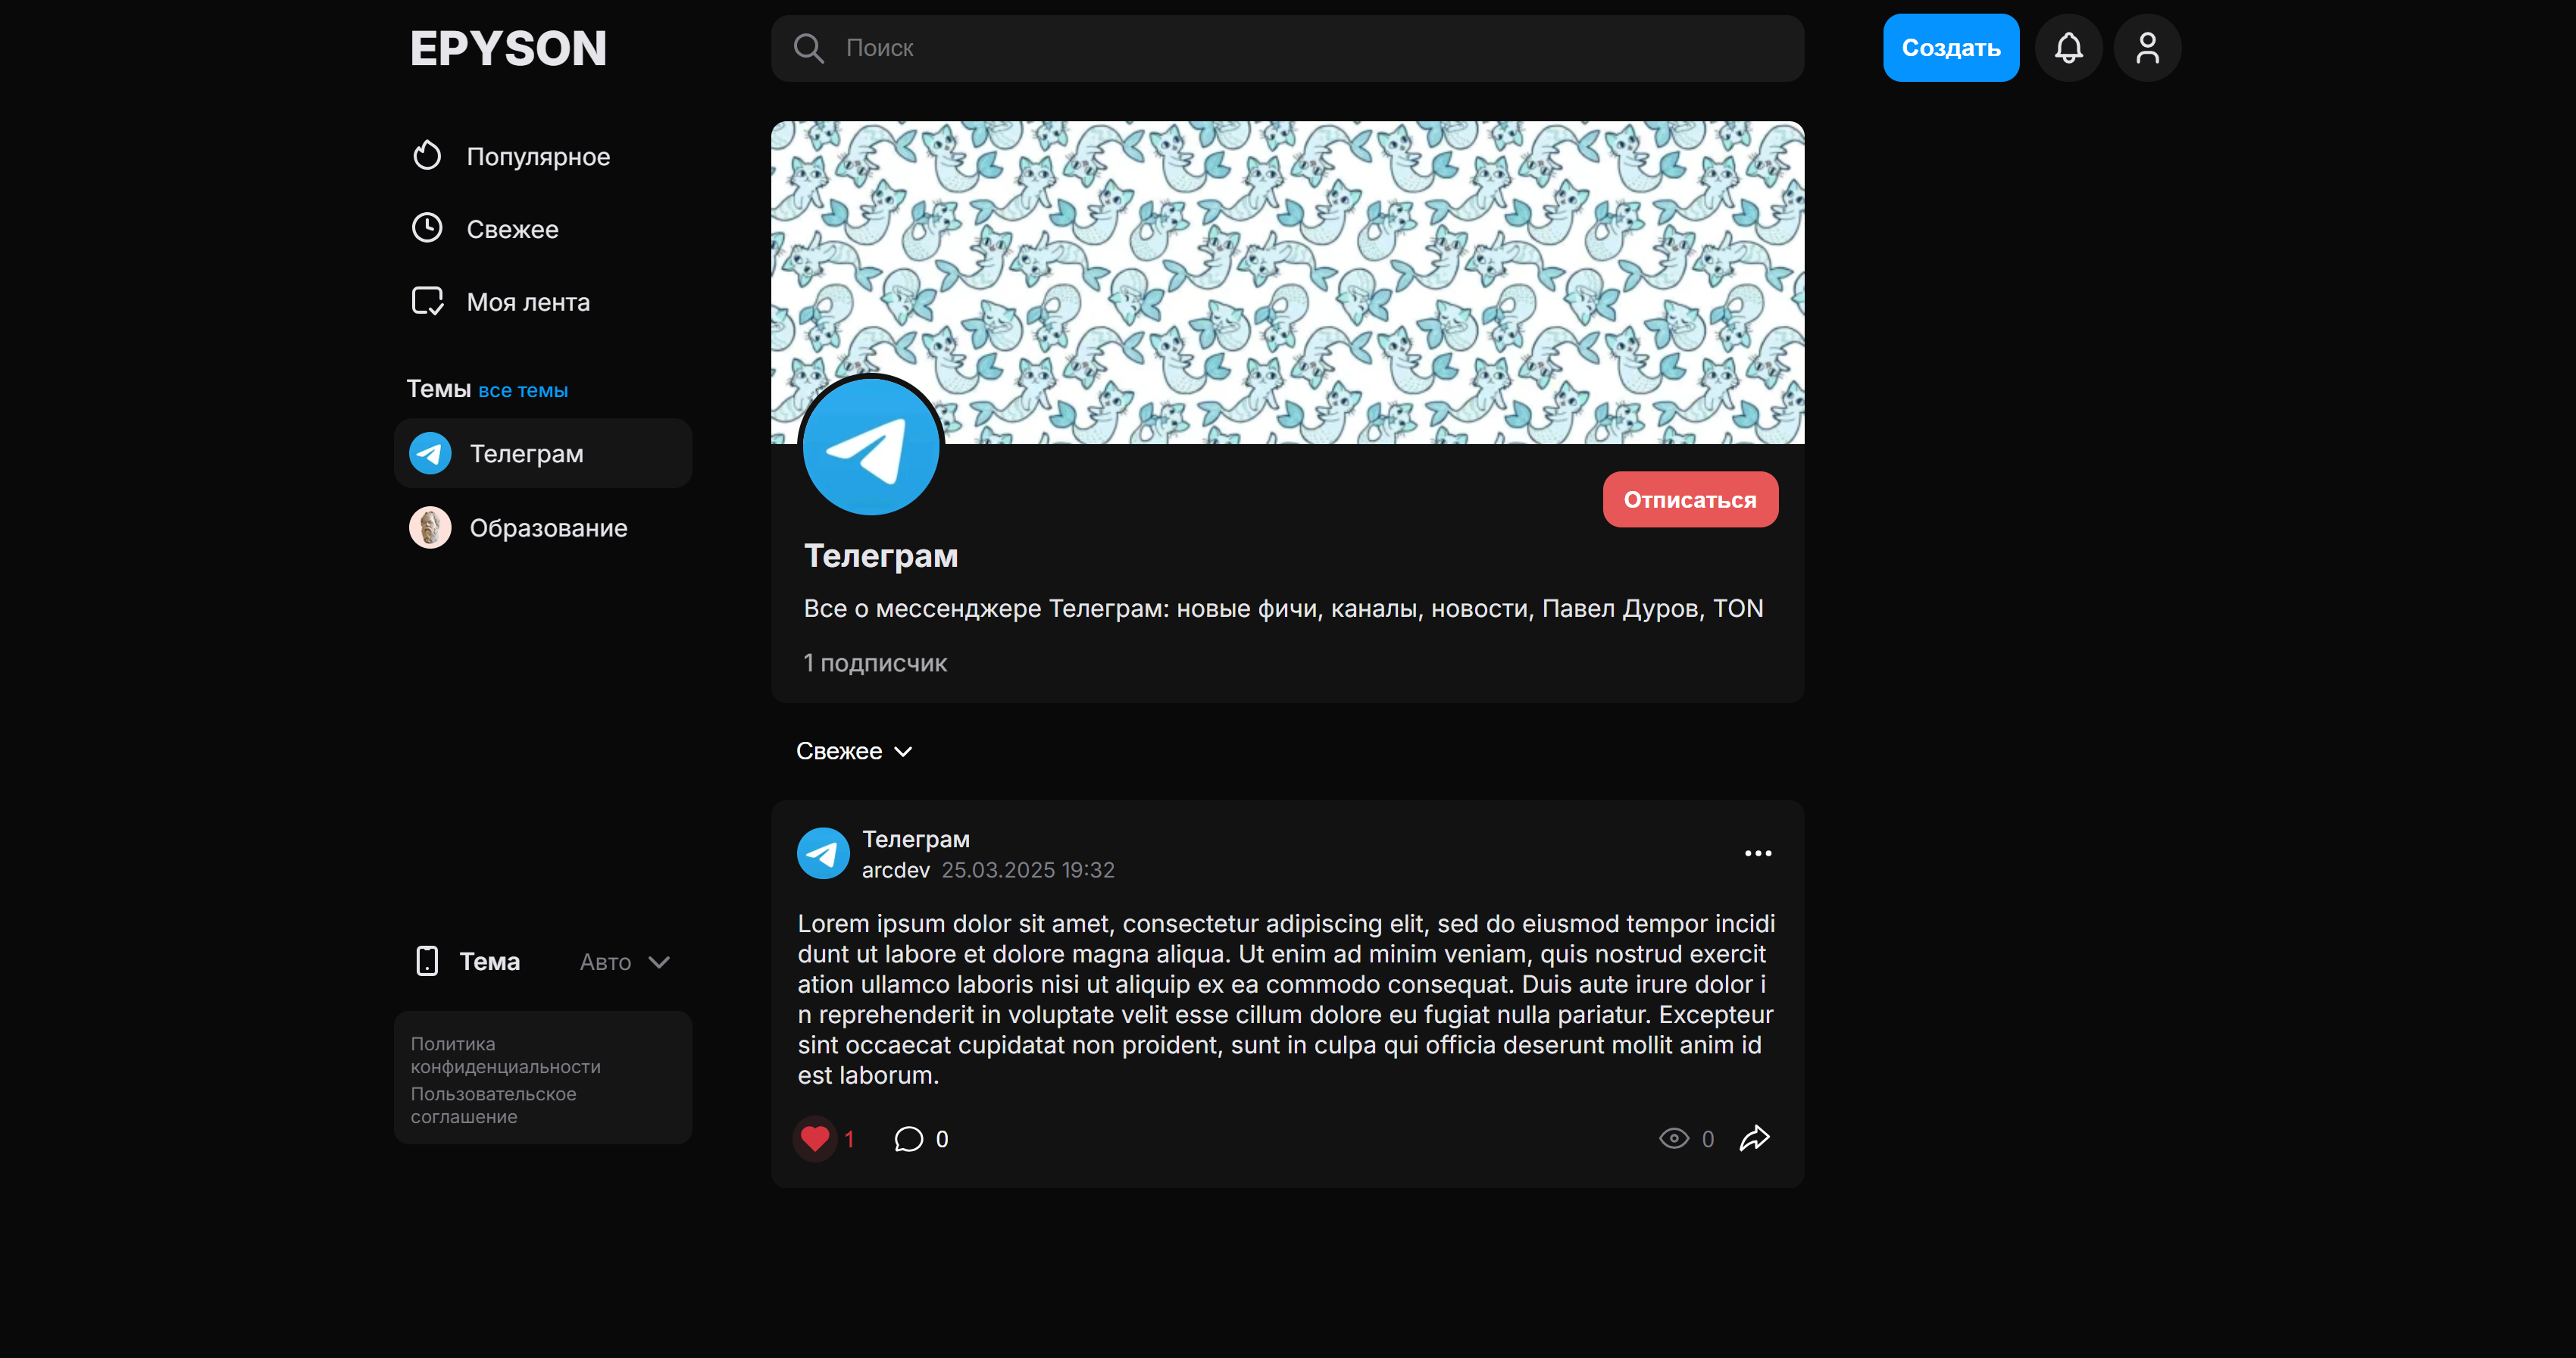 EPYSON
Поиск
Создать
Популярное
Свежее
Моя лента
Темы все темы
Телеграм
Образование
Тема Авто
Политика
конфиденциальности
Пользовательское
соглашение
Отписаться
Телеграм
Все о мессенджере Телеграм: новые фичи, каналы, новости, Павел Дуров, TON
1 подписчик
Свежее
Телеграм
arcdev 25.03.2025 19:32
Lorem ipsum dolor sit amet, consectetur adipiscing elit, sed do eiusmod tempor incidi
dunt ut labore et dolore magna aliqua. Ut enim ad minim veniam, quis nostrud exercit
ation ullamco laboris nisi ut aliquip ex ea commodo consequat. Duis aute irure dolor i
n reprehenderit in voluptate velit esse cillum dolore eu fugiat nulla pariatur. Excepteur
sint occaecat cupidatat non proident, sunt in culpa qui officia deserunt mollit anim id
est laborum.
1 0 0